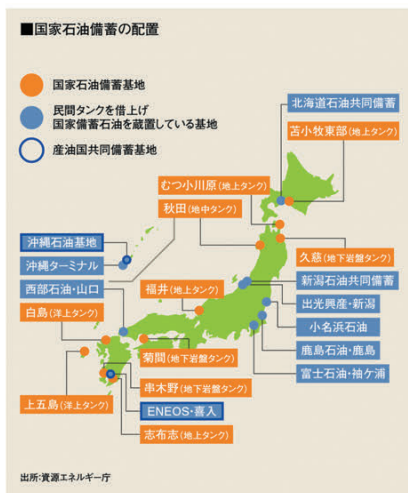 ■国家石油備蓄の配置
国家石油備蓄基地
民間タンクを借上げ
国家備蓄石油を蔵置している基地
産油国共同備蓄基地
北海道石油共同備蓄
苫小牧東部(地上タンク)
むつ小川原(地上タンク)
秋田(地中タンク)
沖縄石油基地
沖縄ターミナル
西部石油・山口
白島(洋上タンク)
福井(地上タンク)
久慈(地下岩盤タンク)
新潟石油共同備蓄
出光興産・新潟
小名浜石油
鹿島石油・鹿島
富士石油・袖ケ浦
菊間(地下岩盤タンク)
串木野(地下岩盤タンク)
上五島(洋上タンク)
ENEOS・喜入
志布志(地上タンク)
出所:資源エネルギー庁